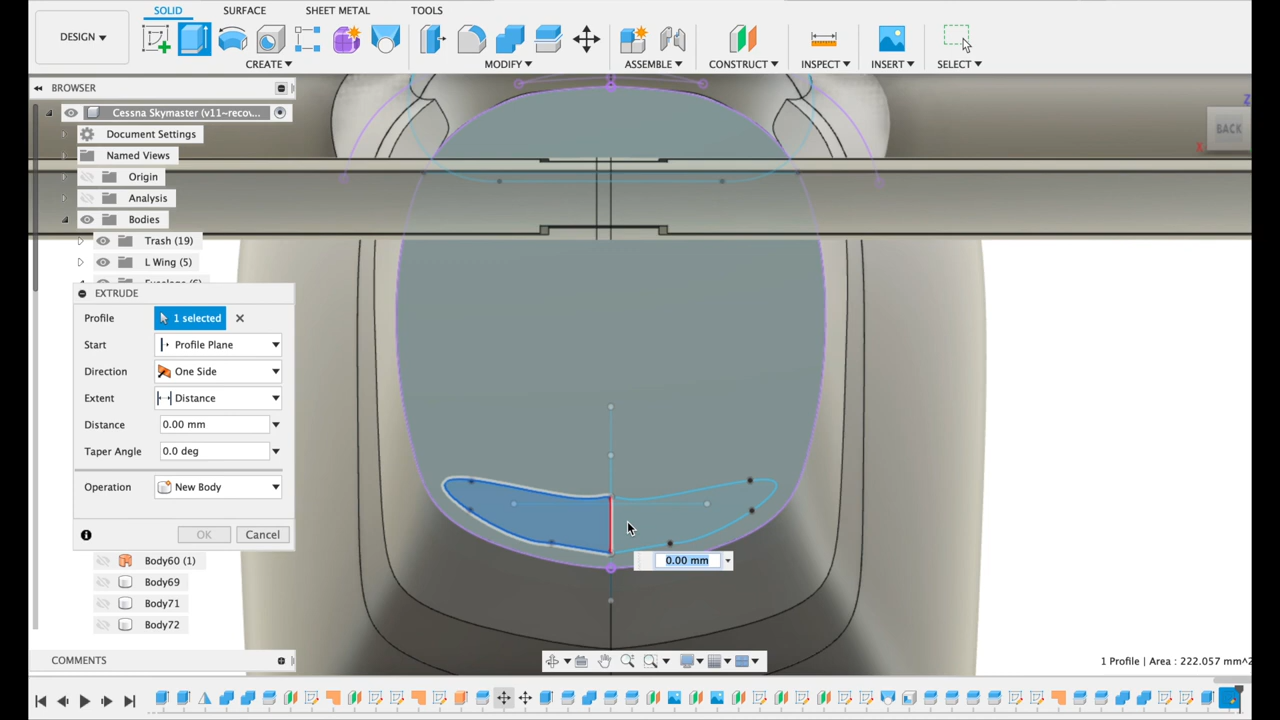 SOLID SURFACE SHEET METAL TOOLS
DESIGN
CREATE MODIFY ASSEMBLE CONSTRUCT INSPECT INSERT SELECT
BROWSER
Cessna Skymaster (v11~recov...
Document Settings
Named Views
Origin
Analysis
Bodies
Trash (19)
L Wing (5)
EXTRUDE
Profile 1 selected
Start Profile Plane
Direction One Side
Extent Distance
Distance 0.00 mm
Taper Angle 0.0 deg
Operation New Body
OK Cancel
Body60 (1)
Body69
Body71
Body72
COMMENTS
Z
BACK
X
0.00 mm
1 Profile | Area : 222.057 mm^2